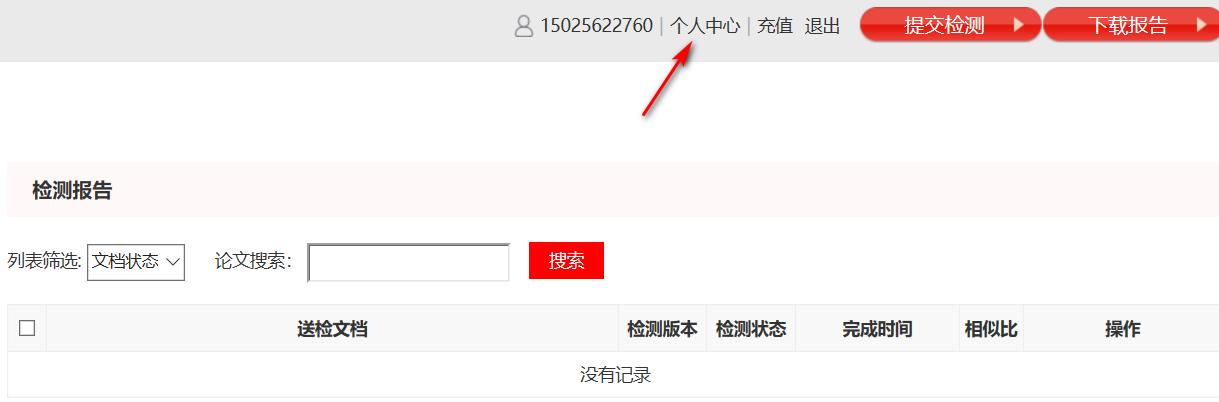 15025622760 | 个人中心 | 充值 退出 提交检测 下载报告
检测报告
列表筛选: 文档状态 论文搜索： 搜索
送检文档 检测版本 检测状态 完成时间 相似比 操作
没有记录